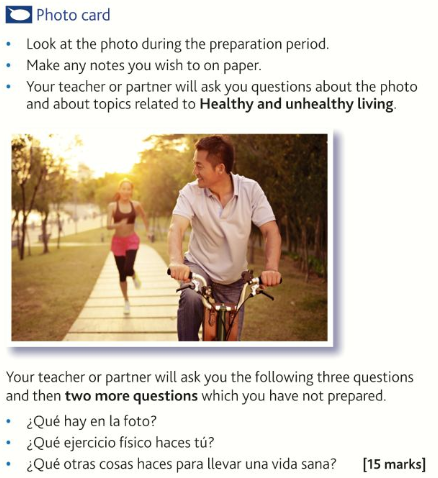 Photo card
• Look at the photo during the preparation period.
• Make any notes you wish to on paper.
• Your teacher or partner will ask you questions about the photo
and about topics related to Healthy and unhealthy living.
Your teacher or partner will ask you the following three questions
and then two more questions which you have not prepared.
• ¿Qué hay en la foto?
• ¿Qué ejercicio físico haces tú?
• ¿Qué otras cosas haces para llevar una vida sana? [15 marks]